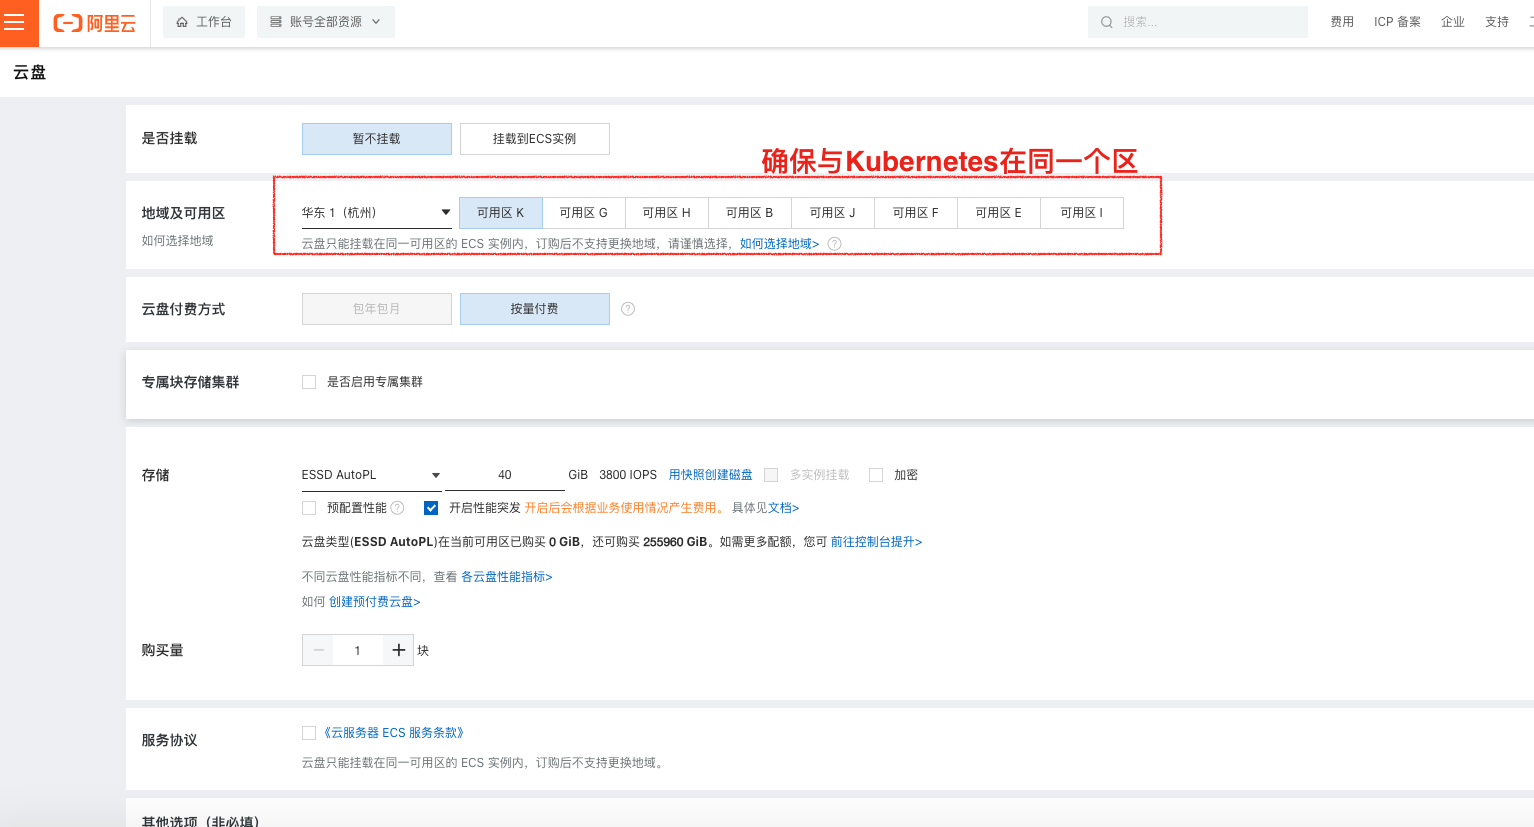 阿里云
工作台
账号全部资源
搜索...
费用
ICP 备案
企业
支持
云盘
是否挂载
暂不挂载
挂载到ECS实例
确保与Kubernetes在同一个区
地域及可用区
如何选择地域
华东 1（杭州）
可用区 K
可用区 G
可用区 H
可用区 B
可用区 J
可用区 F
可用区 E
可用区 I
云盘只能挂载在同一可用区的 ECS 实例内，订购后不支持更换地域，请谨慎选择，如何选择地域> ?
云盘付费方式
包年包月
按量付费
?
专属块存储集群
是否启用专属集群
存储
ESSD AutoPL
40
GiB
3800 IOPS
用快照创建磁盘
多实例挂载
加密
预配置性能 ?
开启性能突发 开启后会根据业务使用情况产生费用。 具体见文档>
云盘类型(ESSD AutoPL)在当前可用区已购买 0 GiB，还可购买 255960 GiB。如需更多配额，您可 前往控制台提升>
不同云盘性能指标不同，查看 各云盘性能指标>
如何 创建预付费云盘>
购买量
1
块
服务协议
《云服务器 ECS 服务条款》
云盘只能挂载在同一可用区的 ECS 实例内，订购后不支持更换地域。
其他选项（非必填）